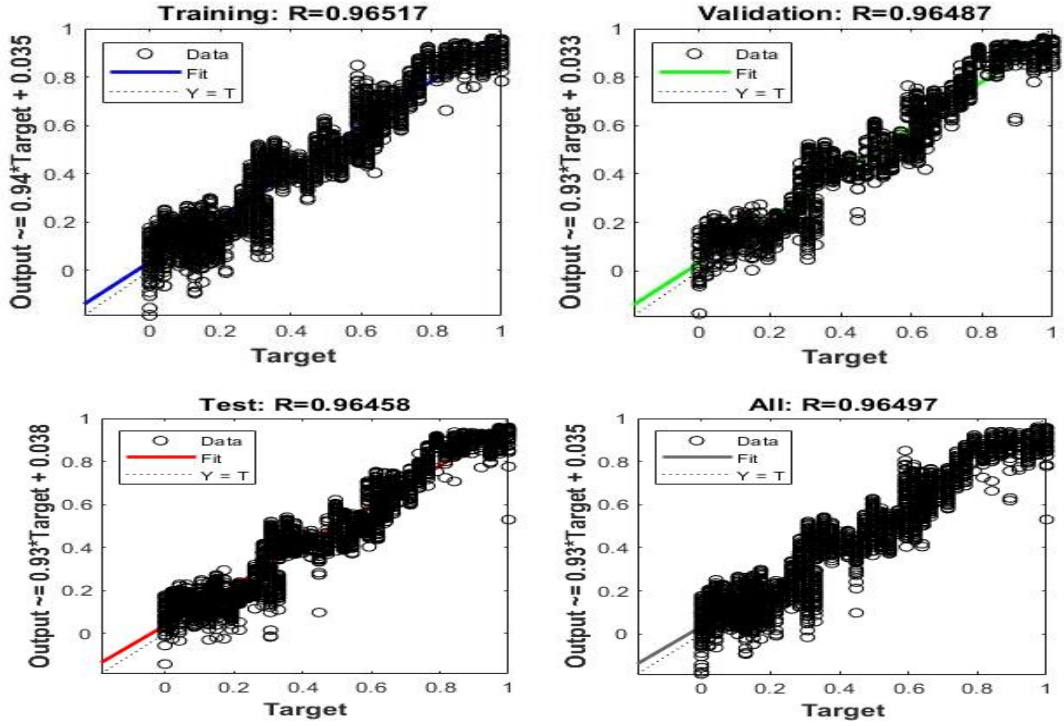 Training: R=0.96517
Output ~= 0.94*Target + 0.035
1
0.8
0.6
0.4
0.2
0
Data
Fit
Y = T
0 0.2 0.4 0.6 0.8 1
Target
Validation: R=0.96487
Output ~= 0.93*Target + 0.033
1
0.8
0.6
0.4
0.2
0
Data
Fit
Y = T
0 0.2 0.4 0.6 0.8 1
Target
Test: R=0.96458
Output ~= 0.93*Target + 0.038
1
0.8
0.6
0.4
0.2
0
Data
Fit
Y = T
0 0.2 0.4 0.6 0.8 1
Target
All: R=0.96497
Output ~= 0.93*Target + 0.035
1
0.8
0.6
0.4
0.2
0
Data
Fit
Y = T
0 0.2 0.4 0.6 0.8 1
Target